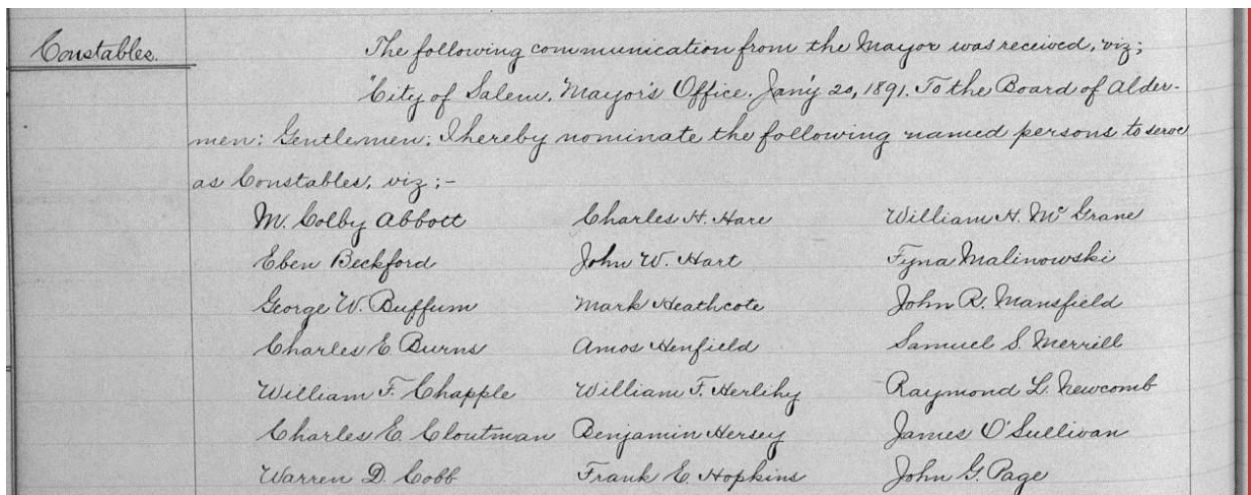 Constables.
The following communication from the Mayor was received, viz;
"City of Salem, Mayor's Office, Jan'y 20, 1891. To the Board of Alder-
men: Gentlemen: I hereby nominate the following named persons to serve
as Constables, viz;-
M. Colby Abbott Charles H. Hare William H. McGrane
Eben Beckford John W. Hart Fyna Malinowski
George W. Buffum Mark Heathcote John R. Mansfield
Charles E. Burns Amos Henfield Samuel S. Merrill
William F. Chapple William F. Herlihy Raymond L. Newcomb
Charles E. Cloutman Benjamin Hersey James O'Sullivan
Warren D. Cobb Frank E. Hopkins John G. Page